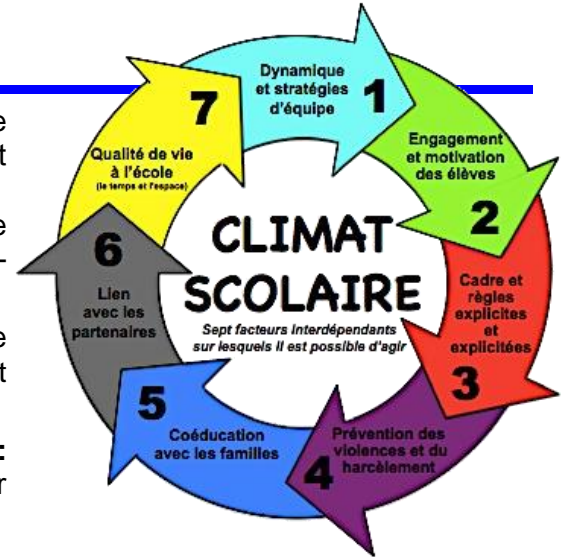 e
t
e
-
e
t
:
r
CLIMAT
SCOLAIRE
Sept facteurs interdépendants
sur lesquels il est possible d'agir
Dynamique
et stratégies
d'équipe
1
Engagement
et motivation
des élèves
2
Cadre et
règles
explicites
et
explicitées
3
Prévention des
violences et du
harcèlement
4
Coéducation
avec les familles
5
Lien
avec les
partenaires
6
Qualité de vie
à l'école
(le temps et l'espace)
7